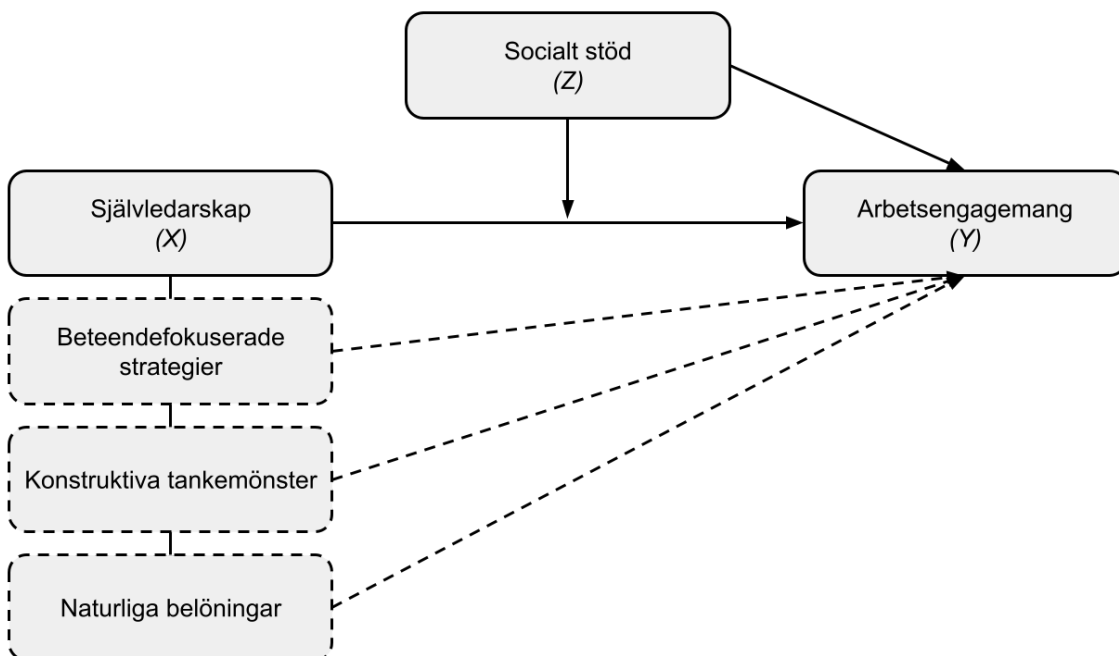 Socialt stöd
(Z)
Självledarskap
(X)
Arbetsengagemang
(Y)
Beteendefokuserade
strategier
Konstruktiva tankemönster
Naturliga belöningar